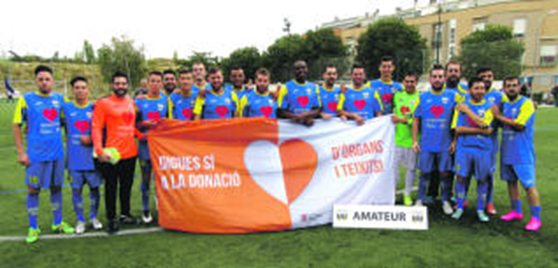 DIGUES SÍ
A LA DONACIÓ
D'ÒRGANS
I TEIXITS!
AMATEUR